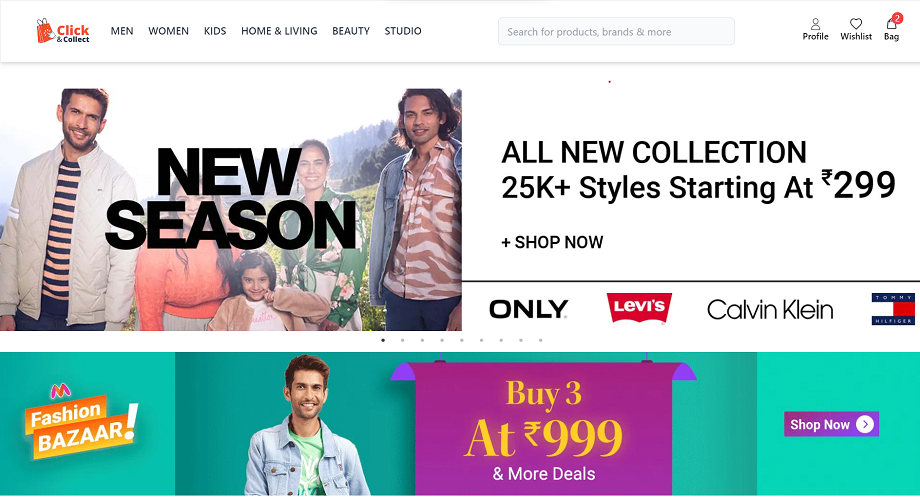 Click
& Collect
MEN WOMEN KIDS HOME & LIVING BEAUTY STUDIO
Search for products, brands & more
Profile
Wishlist
2
Bag
NEW
SEASON
ALL NEW COLLECTION
25K+ Styles Starting At ₹299
+ SHOP NOW
ONLY
LEVI'S
Calvin Klein
TOMMY
HILFIGER
Fashion
BAZAAR!
Buy 3
At ₹999
& More Deals
Shop Now